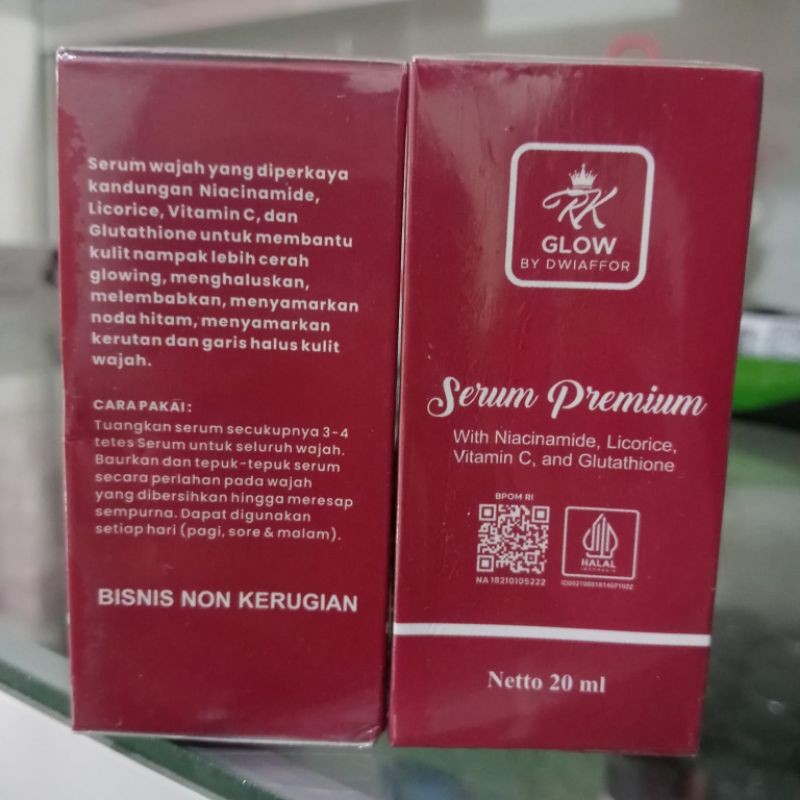 Serum wajah yang diperkaya
kandungan Niacinamide,
Licorice, Vitamin C, dan
Glutathione untuk membantu
kulit nampak lebih cerah
glowing, menghaluskan,
melembabkan, menyamarkan
noda hitam, menyamarkan
kerutan dan garis halus kulit
wajah.
CARA PAKAI :
Tuangkan serum secukupnya 3-4
tetes Serum untuk seluruh wajah.
Baurkan dan tepuk-tepuk serum
secara perlahan pada wajah
yang dibersihkan hingga meresap
sempurna. Dapat digunakan
setiap hari (pagi, sore & malam).
BISNIS NON KERUGIAN
RK
GLOW
BY DWIAFFOR
Serum Premium
With Niacinamide, Licorice,
Vitamin C, and Glutathione
BPOM RI
NA 18210105222
HALAL
INDONESIA
Netto 20 ml